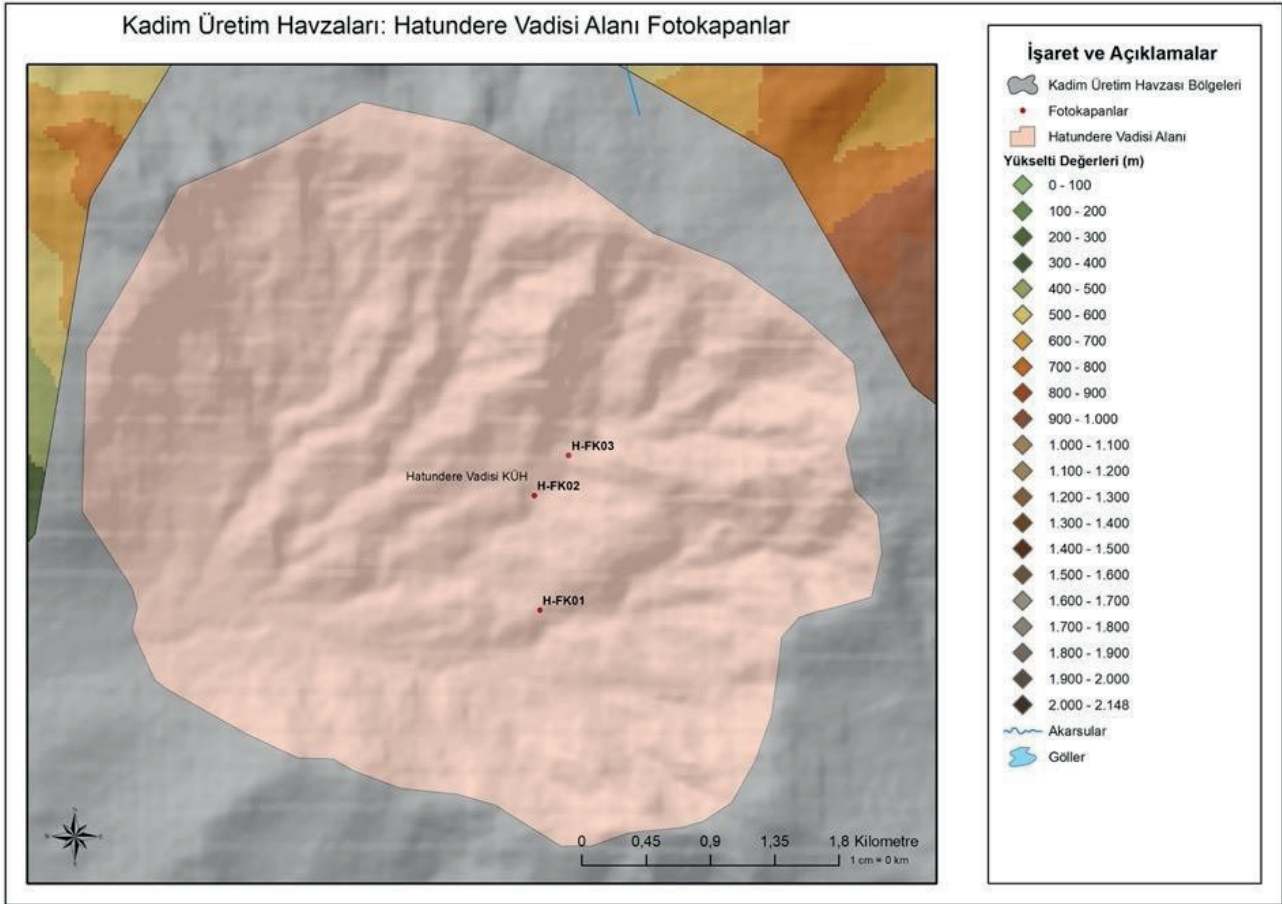 Kadim Üretim Havzaları: Hatundere Vadisi Alanı Fotokapanlar
H-FK03
Hatundere Vadisi KÜH
H-FK02
H-FK01
N
W
E
S
0 0,45 0,9 1,35 1,8 Kilometre
1 cm = 0 km
İşaret ve Açıklamalar
Kadim Üretim Havzası Bölgeleri
Fotokapanlar
Hatundere Vadisi Alanı
Yükselti Değerleri (m)
0 - 100
100 - 200
200 - 300
300 - 400
400 - 500
500 - 600
600 - 700
700 - 800
800 - 900
900 - 1.000
1.000 - 1.100
1.100 - 1.200
1.200 - 1.300
1.300 - 1.400
1.400 - 1.500
1.500 - 1.600
1.600 - 1.700
1.700 - 1.800
1.800 - 1.900
1.900 - 2.000
2.000 - 2.148
Akarsular
Göller